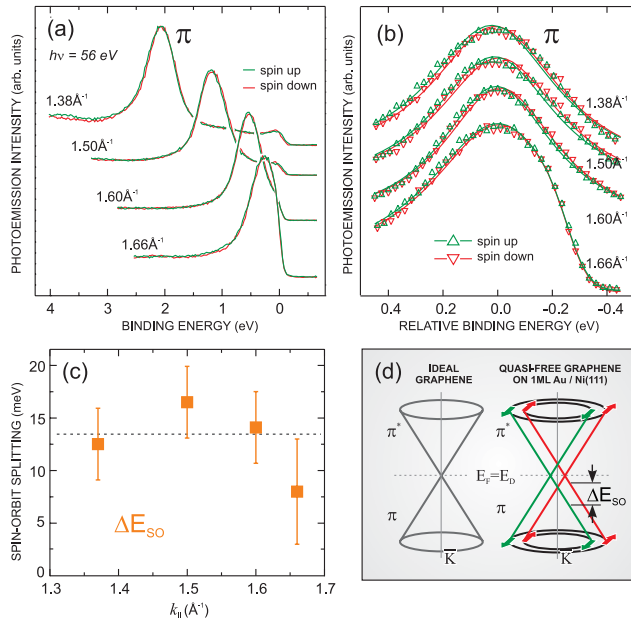 (a)
π
hν = 56 eV
spin up
spin down
1.38Å⁻¹
1.50Å⁻¹
1.60Å⁻¹
1.66Å⁻¹
PHOTOEMISSION INTENSITY (arb. units)
4 3 2 1 0
BINDING ENERGY (eV)
(b)
π
1.38Å⁻¹
1.50Å⁻¹
1.60Å⁻¹
1.66Å⁻¹
spin up
spin down
PHOTOEMISSION INTENSITY (arb. units)
0.4 0.2 0.0 -0.2 -0.4
RELATIVE BINDING ENERGY (eV)
(c)
SPIN-ORBIT SPLITTING (meV)
20
15
10
5
0
ΔE_SO
1.3 1.4 1.5 1.6 1.7
k_|| (Å⁻¹)
(d)
IDEAL
GRAPHENE
QUASI-FREE GRAPHENE
ON 1ML Au / Ni(111)
π* π*
E_F=E_D
ΔE_SO
π π
K̅ K̅